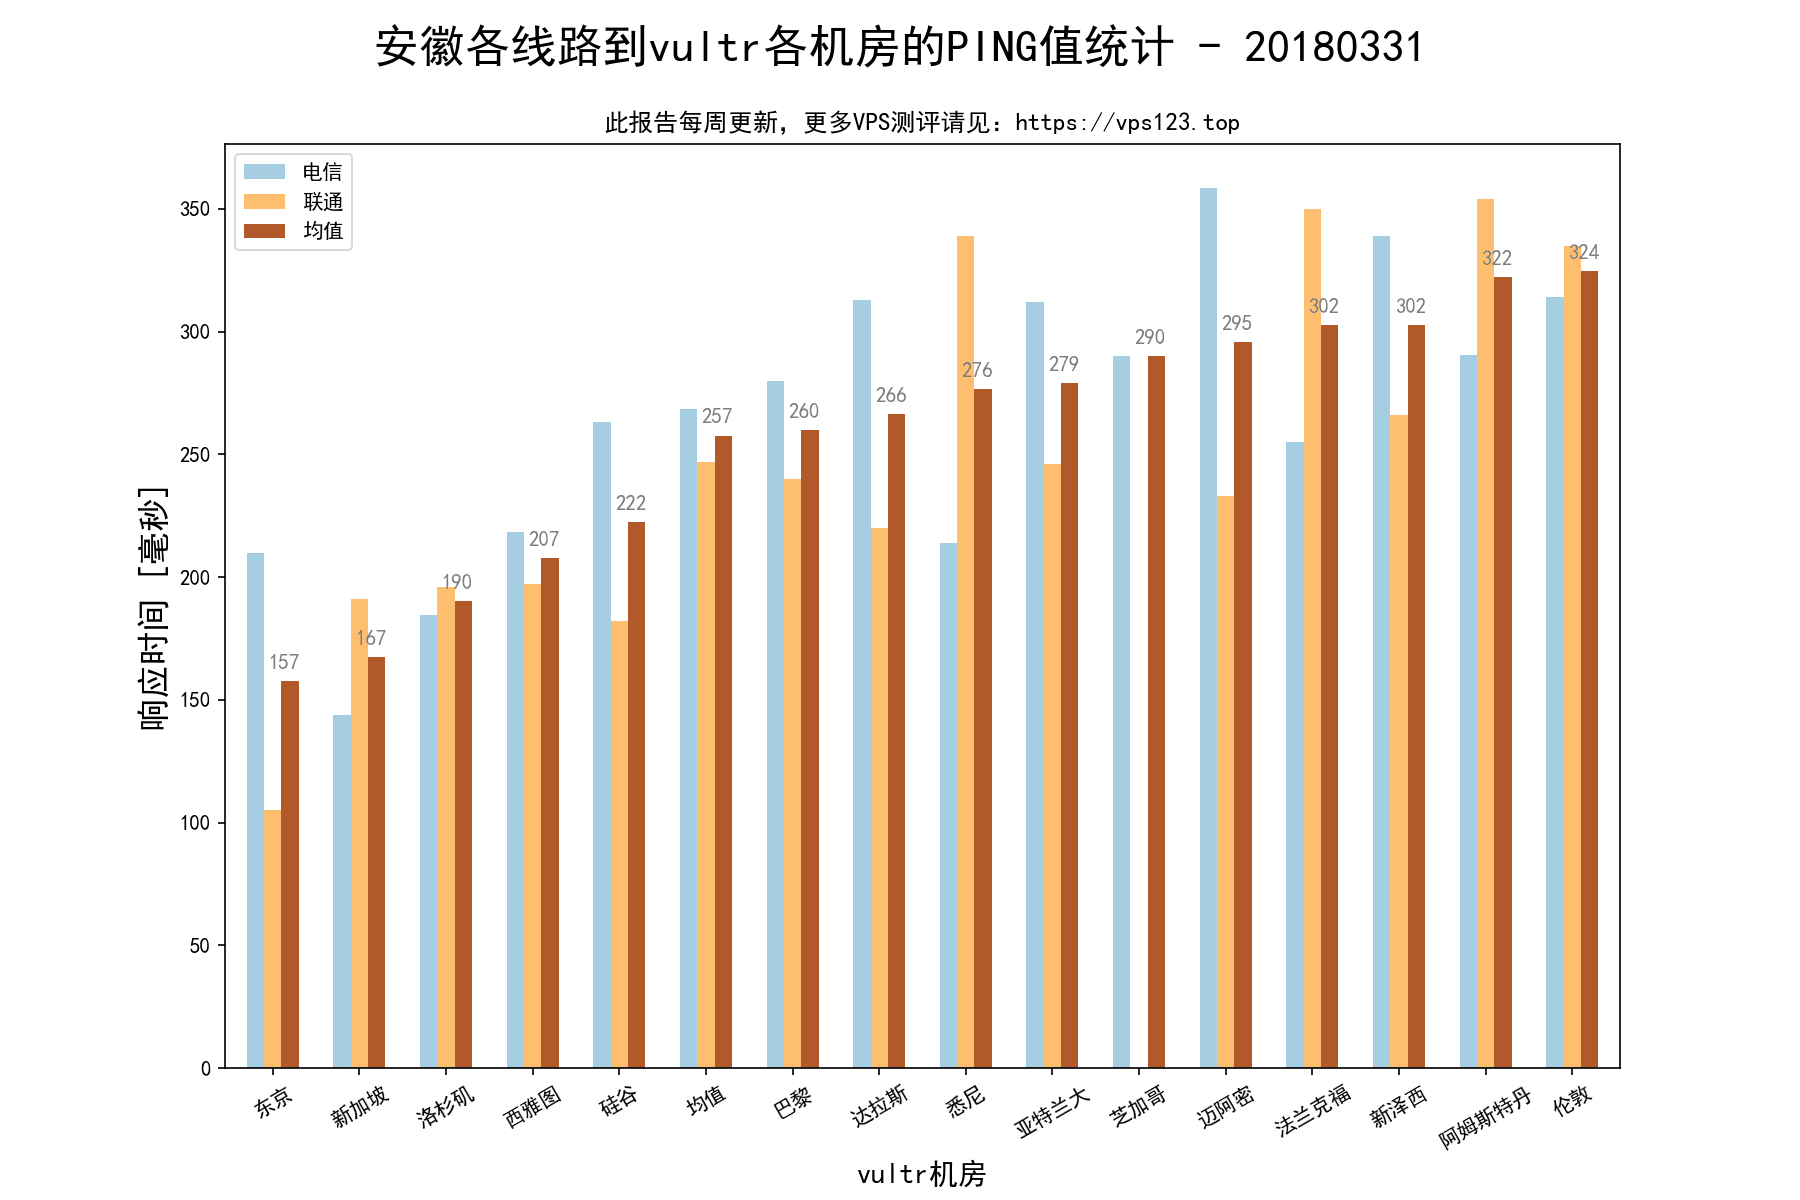 安徽各线路到vultr各机房的PING值统计 - 20180331
此报告每周更新，更多VPS测评请见：https://vps123.top
电信
联通
均值
响应时间 [毫秒]
350
300
250
200
150
100
50
0
157
167
190
207
222
257
260
266
276
279
290
295
302
302
322
324
东京
新加坡
洛杉矶
西雅图
硅谷
均值
巴黎
达拉斯
悉尼
亚特兰大
芝加哥
迈阿密
法兰克福
新泽西
阿姆斯特丹
伦敦
vultr机房